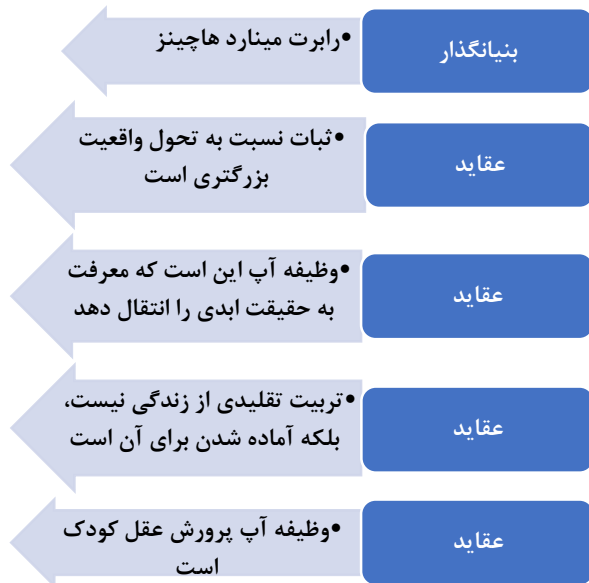 بنیانگذار
•رابرت مینارد هاچینز
عقاید
•ثبات نسبت به تحول واقعیت
بزرگتری است
عقاید
•وظیفه آپ این است که معرفت
به حقیقت ابدی را انتقال دهد
عقاید
•تربیت تقلیدی از زندگی نیست،
بلکه آماده شدن برای آن است
عقاید
•وظیفه آپ پرورش عقل کودک
است